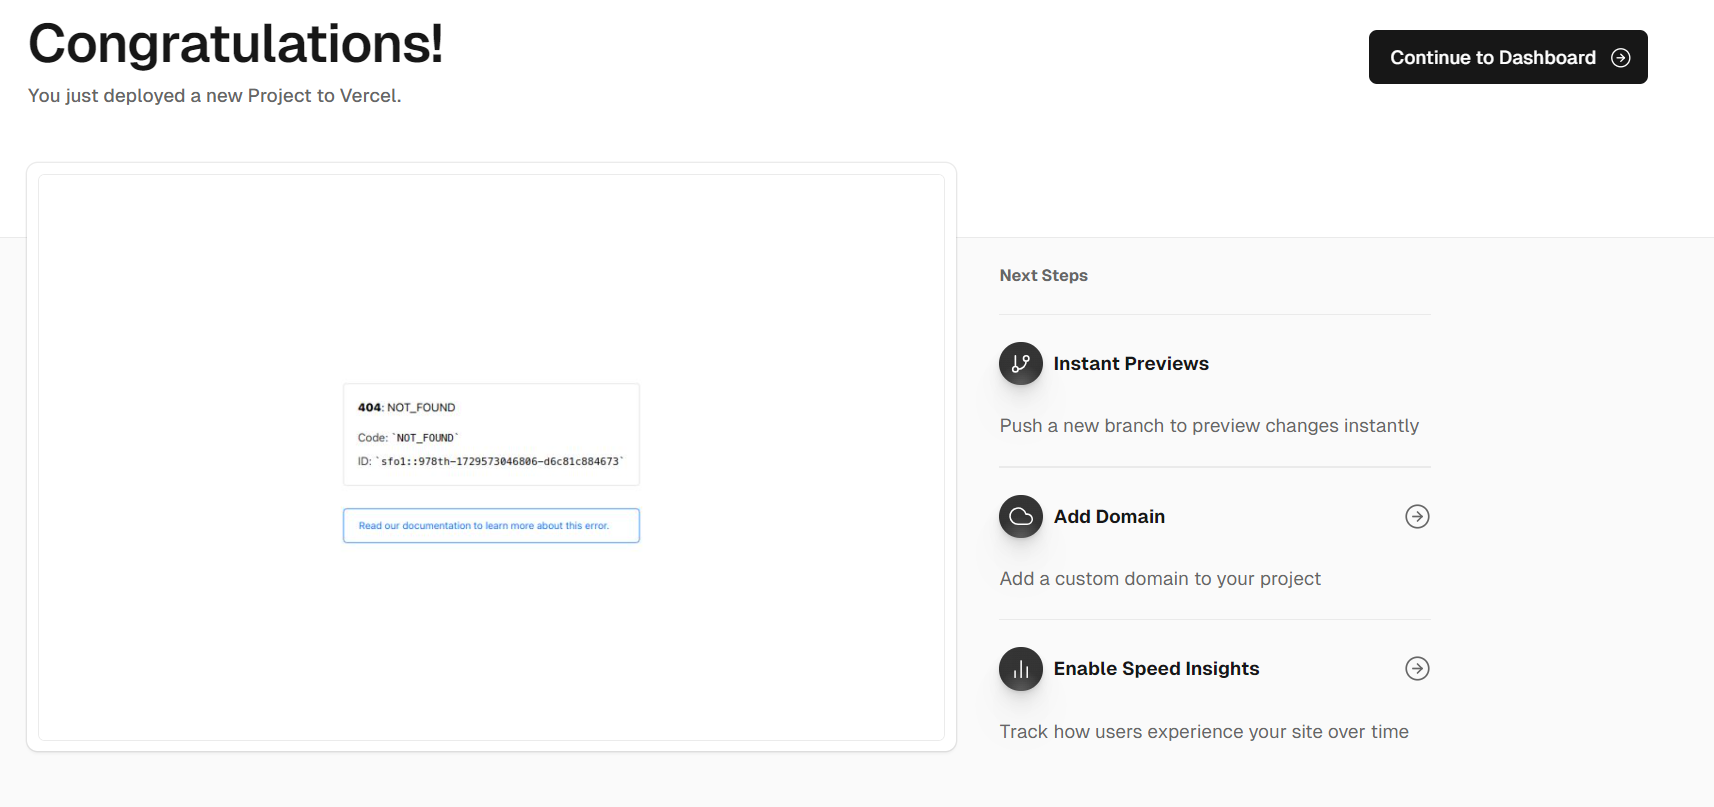 Congratulations!
You just deployed a new Project to Vercel.
Continue to Dashboard
404: NOT_FOUND
Code: `NOT_FOUND`
ID: `sfo1::978th-1729573046806-d6c81c884673`
Read our documentation to learn more about this error.
Next Steps
Instant Previews
Push a new branch to preview changes instantly
Add Domain
Add a custom domain to your project
Enable Speed Insights
Track how users experience your site over time